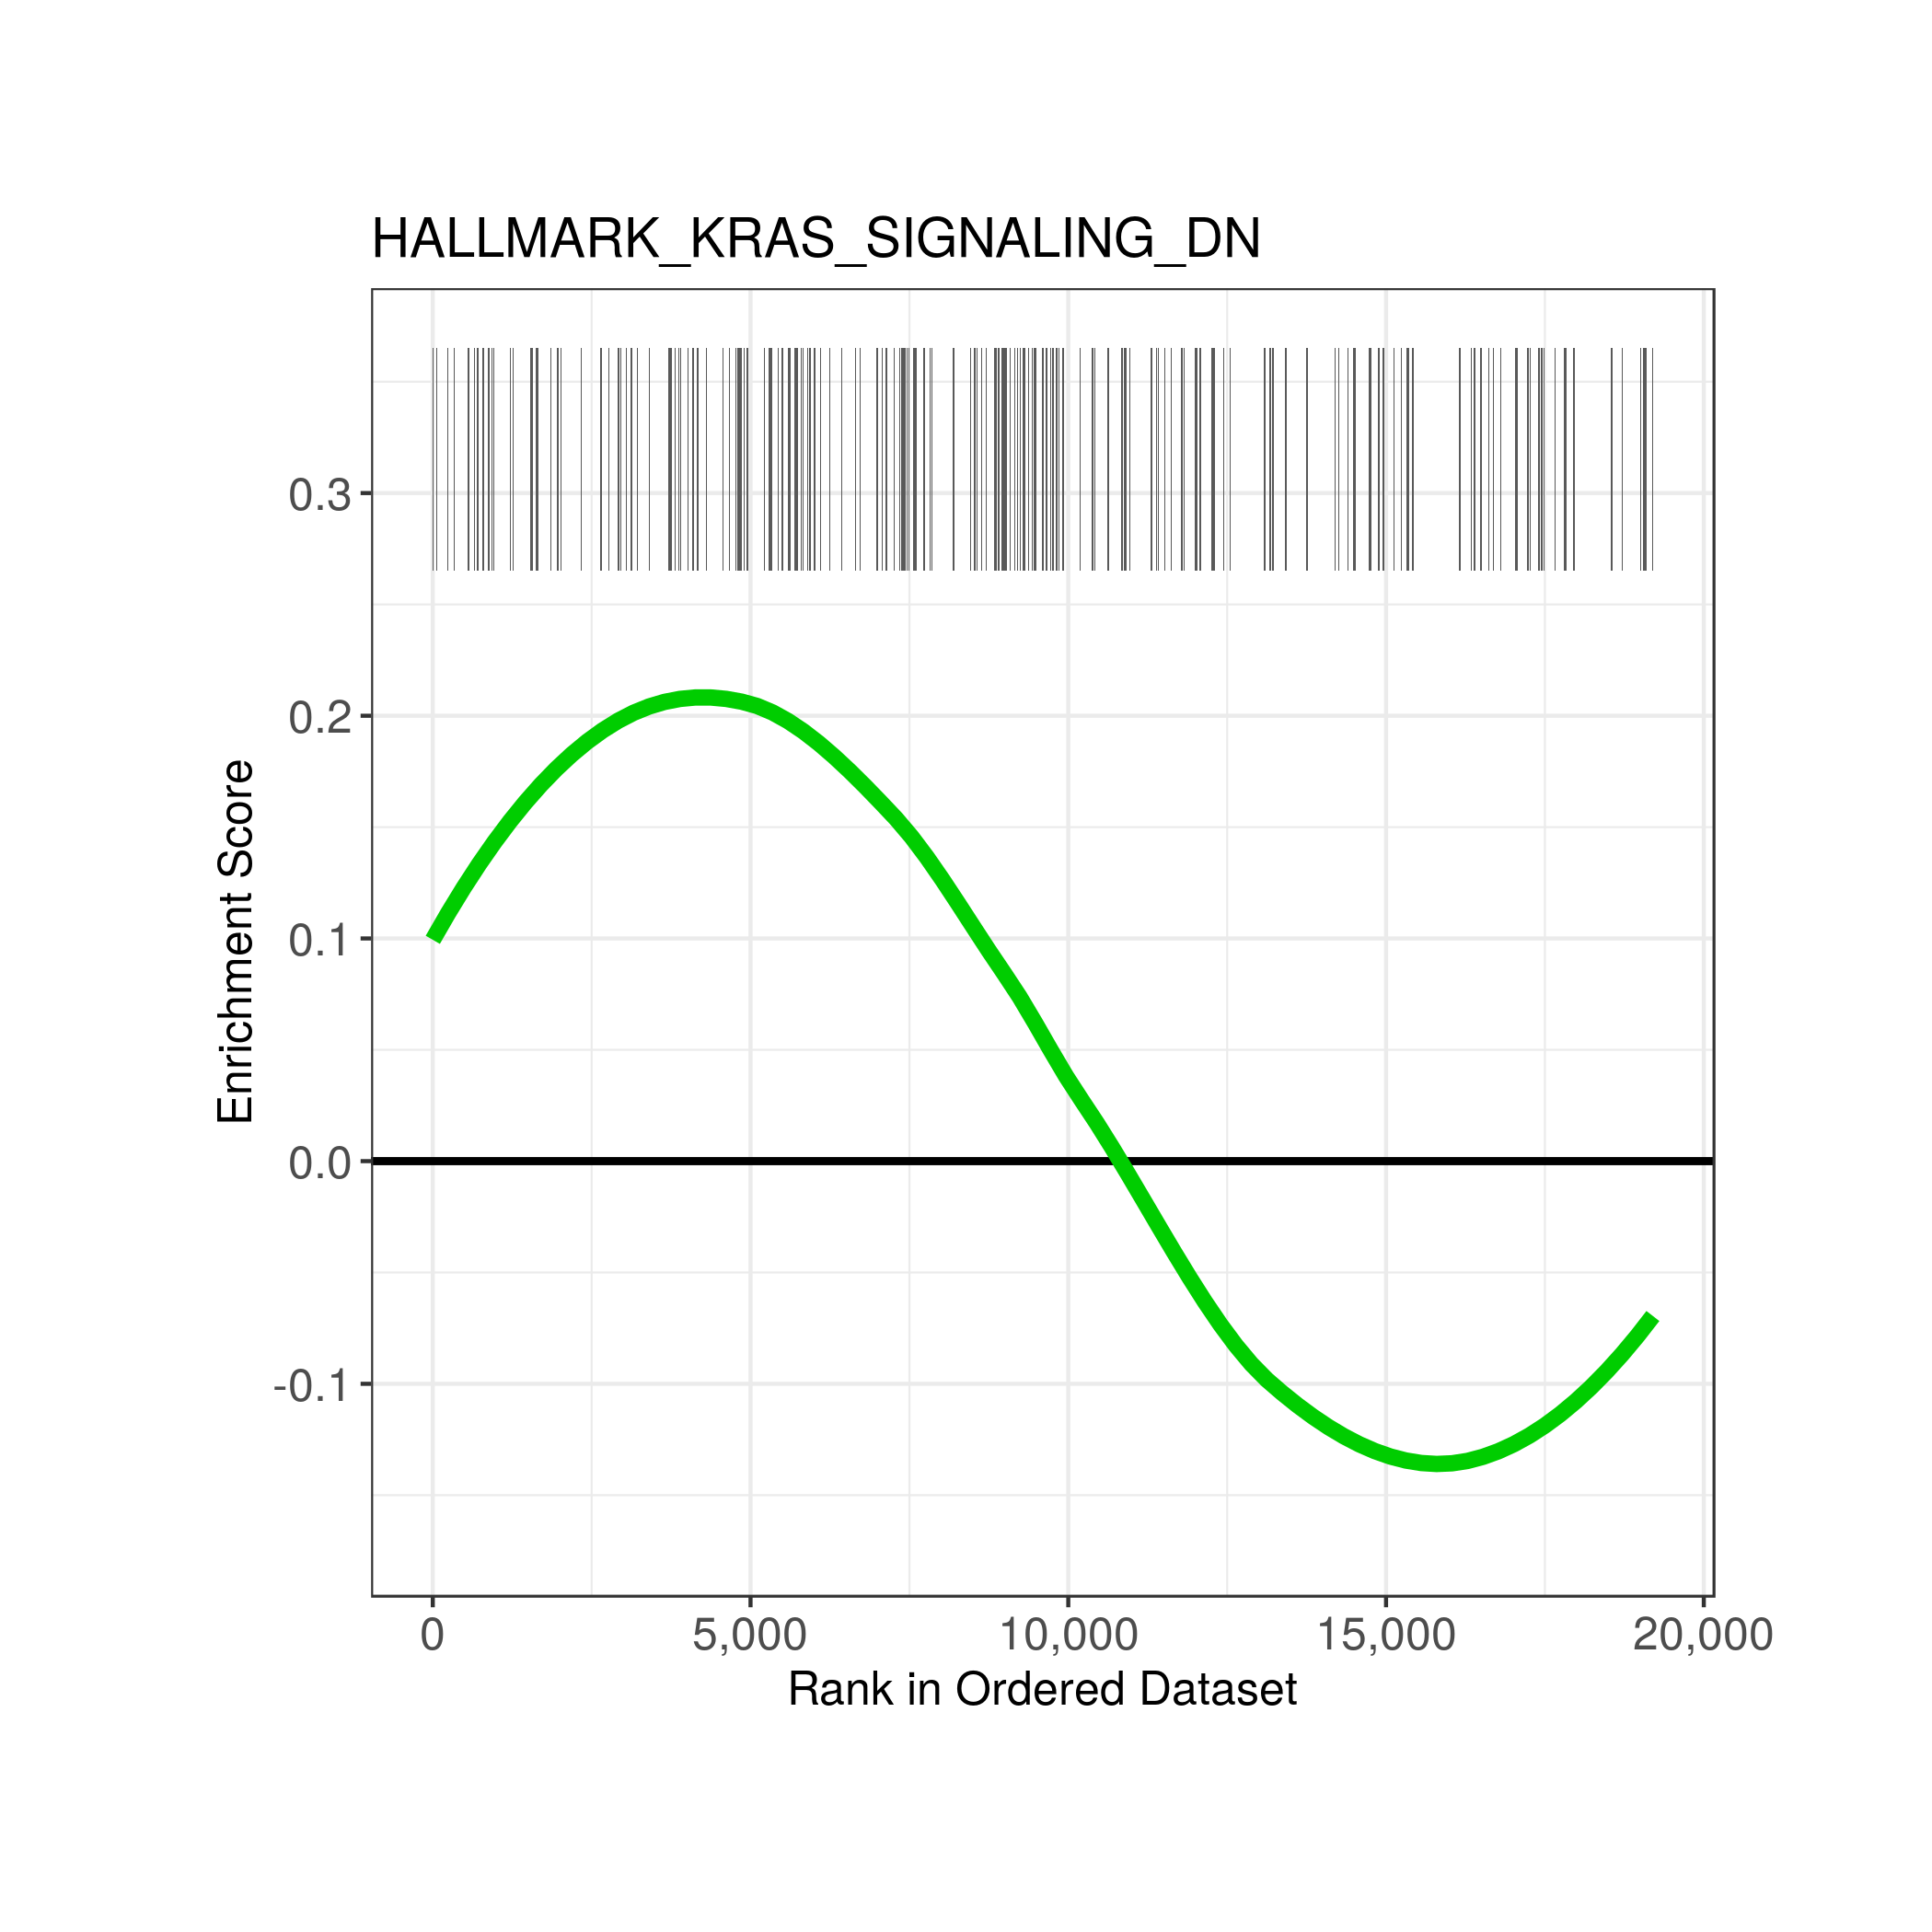 HALLMARK_KRAS_SIGNALING_DN
0.3
0.2
0.1
0.0
-0.1
Enrichment Score
0 5,000 10,000 15,000 20,000
Rank in Ordered Dataset